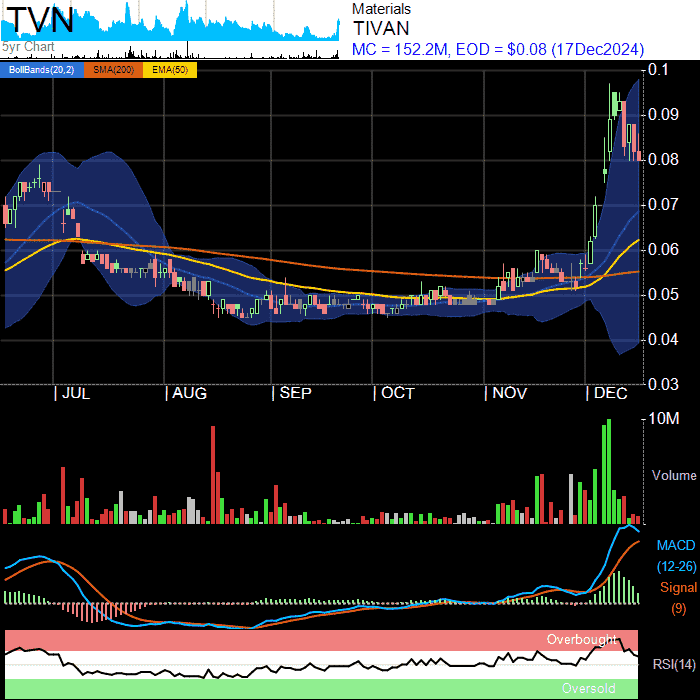 TVN
5yr Chart
Materials
TIVAN
MC = 152.2M, EOD = $0.08 (17Dec2024)
BollBands(20,2) SMA(200) EMA(50)
0.1
0.09
0.08
0.07
0.06
0.05
0.04
0.03
JUL AUG SEP OCT NOV DEC
10M
Volume
MACD
(12-26)
Signal
(9)
Overbought
RSI(14)
Oversold